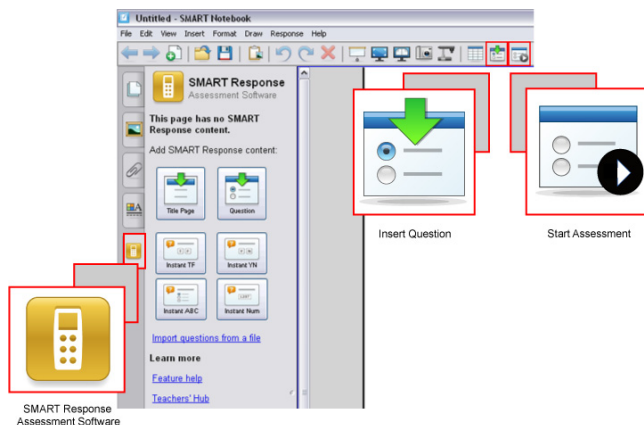 Untitled - SMART Notebook
File Edit View Insert Format Draw Response Help
SMART Response
Assessment Software
This page has no SMART
Response content.
Add SMART Response content:
Title Page
Question
Instant TF
Instant YN
Instant ABC
Instant Num
Import questions from a file
Learn more
Feature help
Teachers' Hub
Insert Question
Start Assessment
SMART Response
Assessment Software